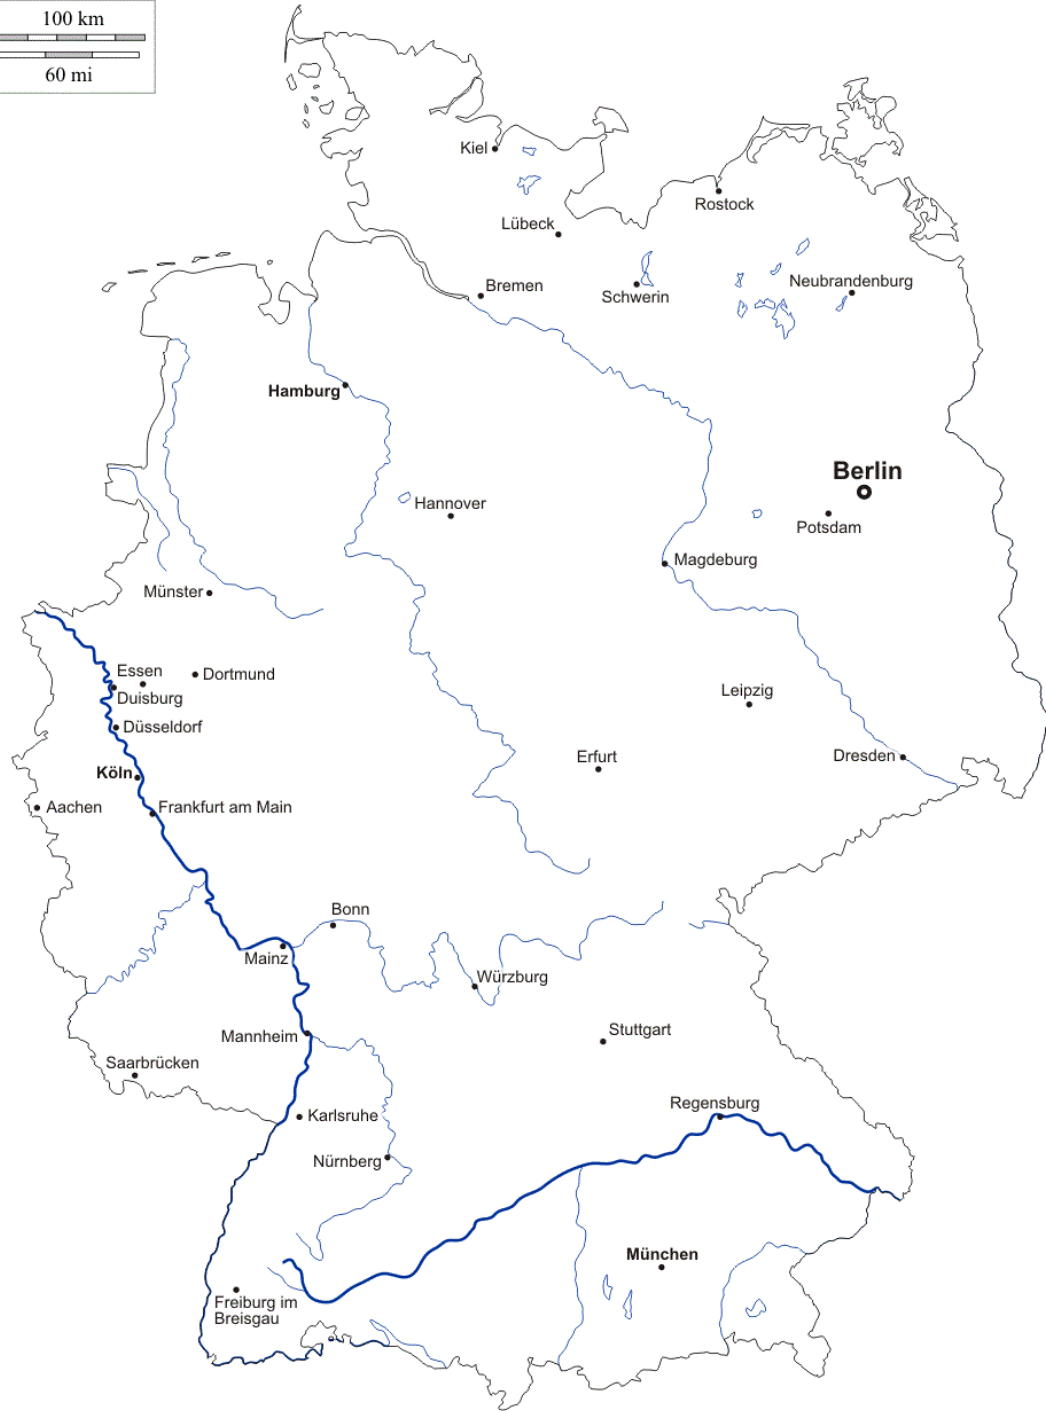 100 km
60 mi
Kiel
Rostock
Lübeck
Bremen
Schwerin
Neubrandenburg
Hamburg
Berlin
Hannover
Potsdam
Magdeburg
Münster
Essen
Dortmund
Duisburg
Leipzig
Düsseldorf
Erfurt
Dresden
Köln
Aachen
Frankfurt am Main
Bonn
Mainz
Würzburg
Stuttgart
Mannheim
Saarbrücken
Regensburg
Karlsruhe
Nürnberg
München
Freiburg im
Breisgau